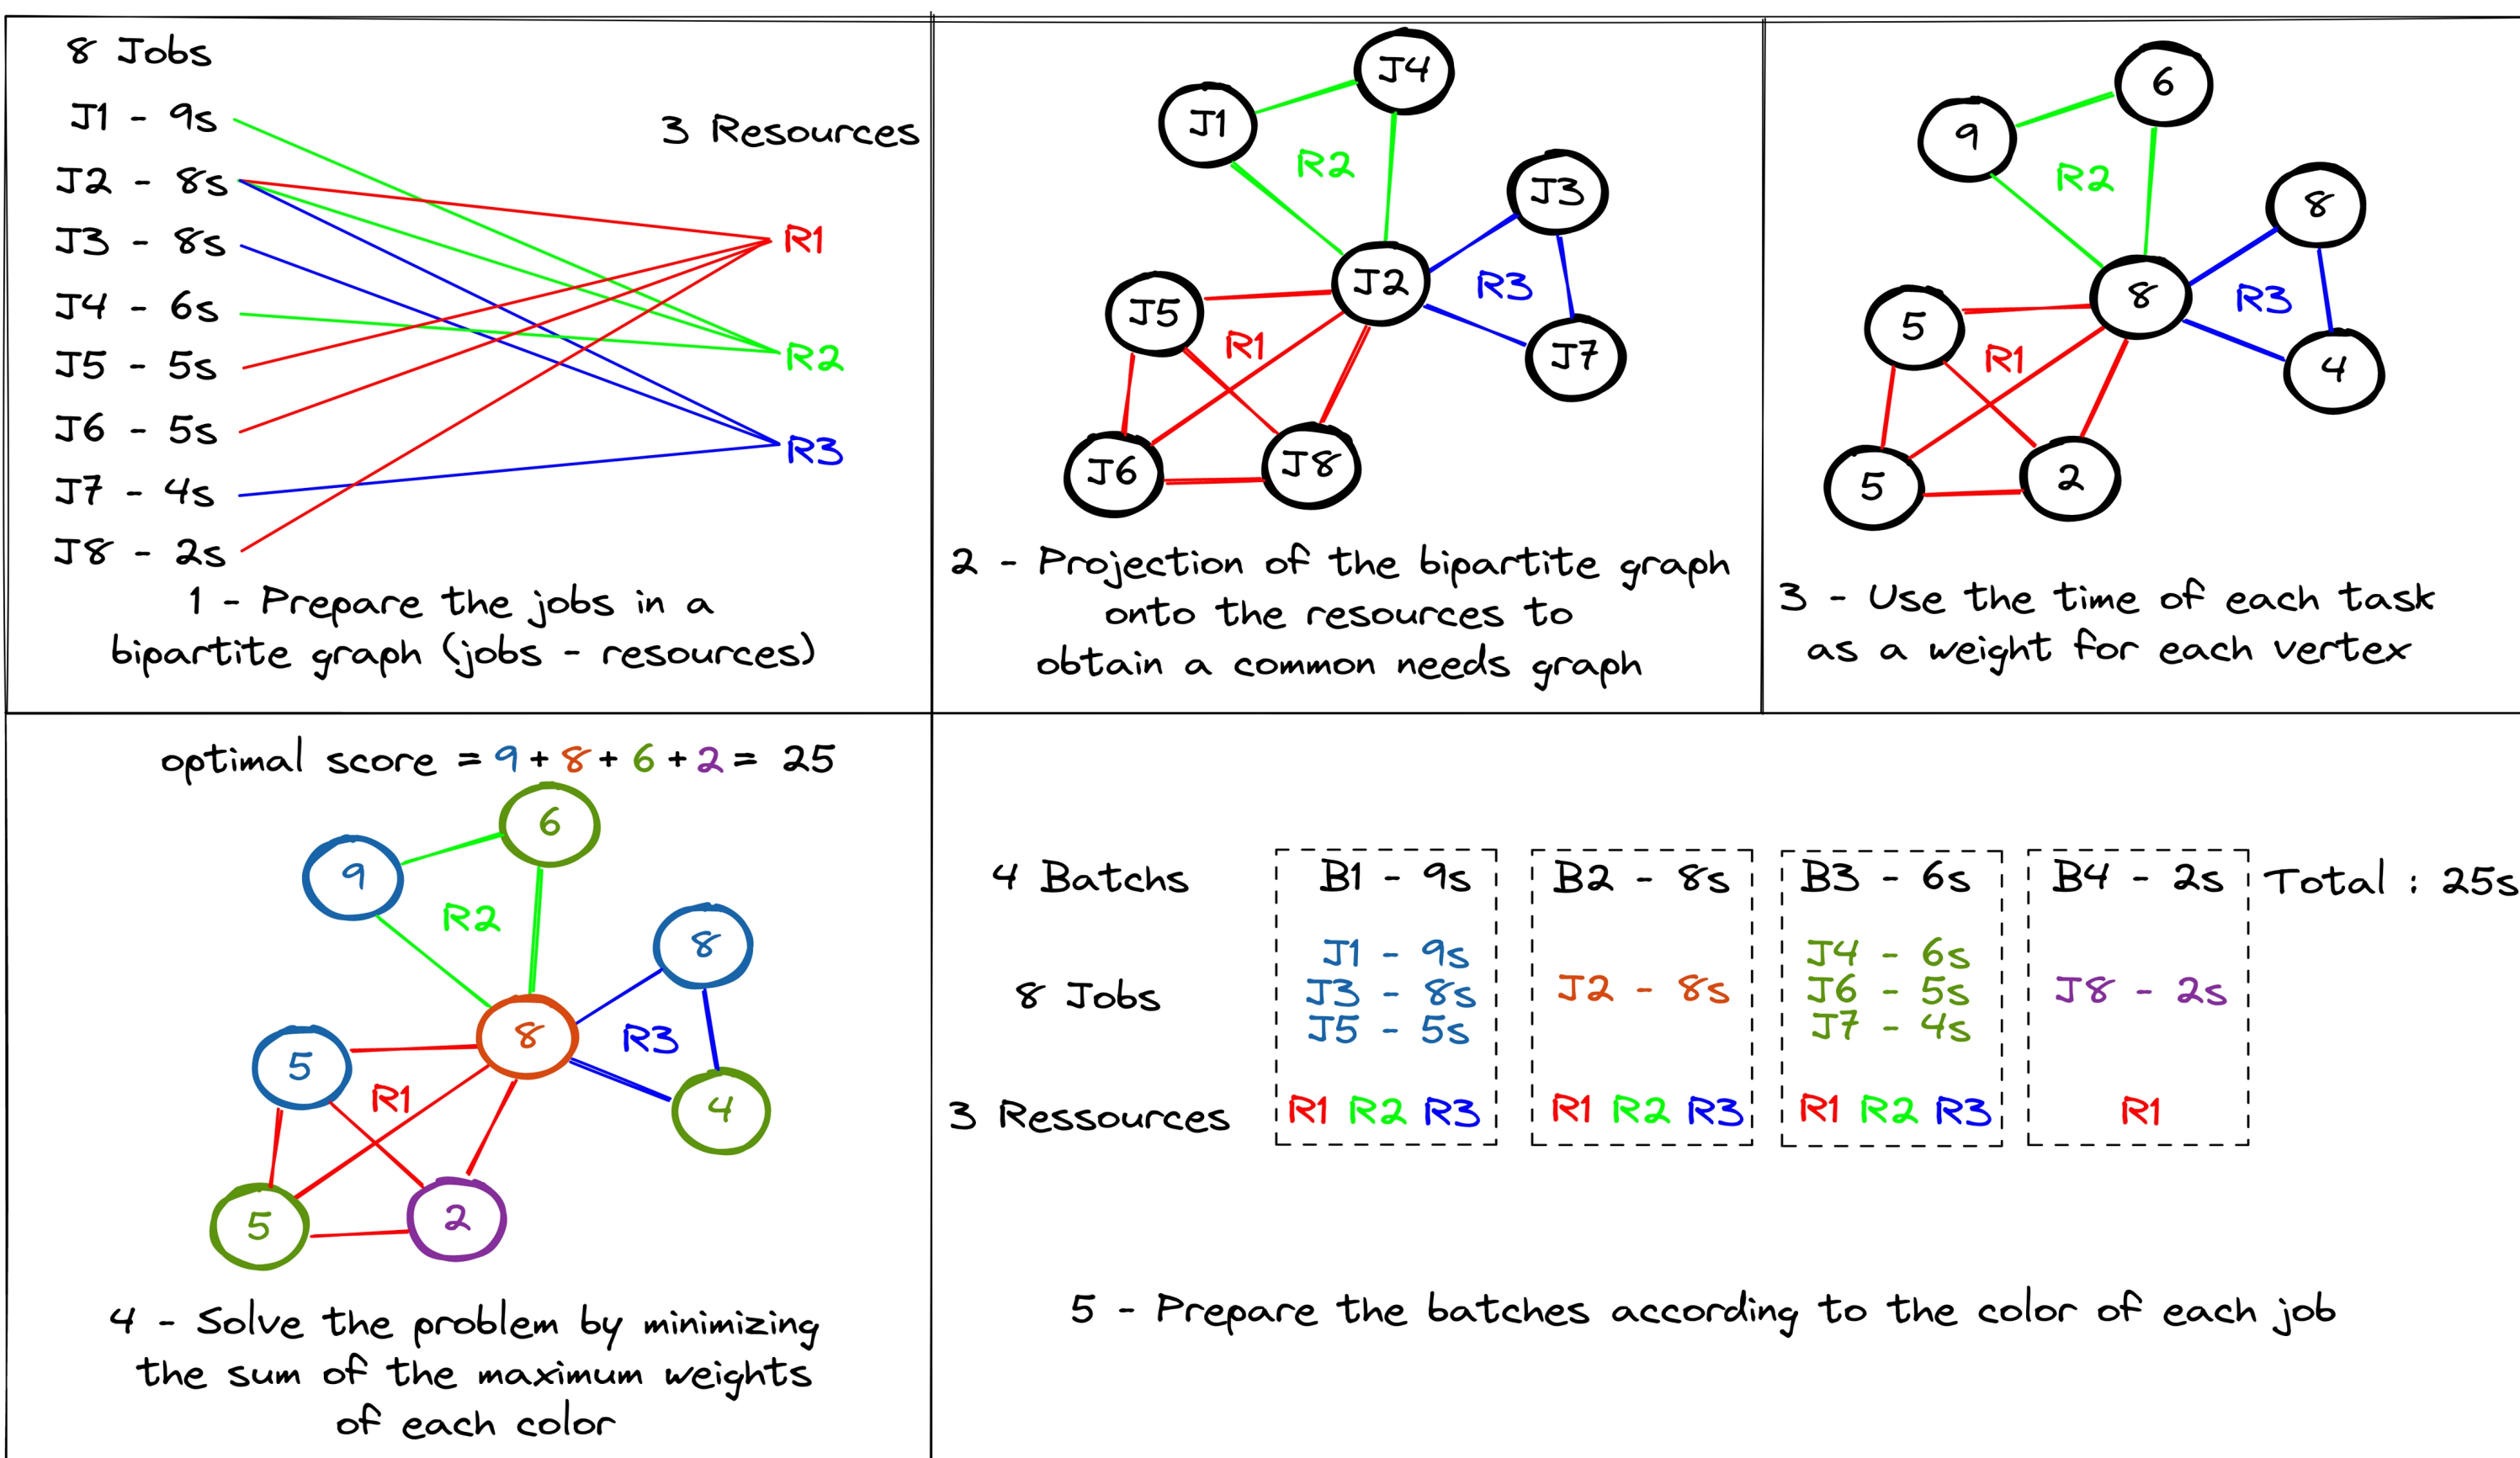 8 Jobs
J1 - 9s
J2 - 8s
J3 - 8s
J4 - 6s
J5 - 5s
J6 - 5s
J7 - 4s
J8 - 2s
3 Resources
R1
R2
R3
1 - Prepare the jobs in a
bipartite graph (jobs - resources)
J4
J1
R2
J3
J2
R3
J5
R1
J7
J6
J8
2 - Projection of the bipartite graph
onto the resources to
obtain a common needs graph
6
9
R2
8
8
R3
5
R1
4
5
2
3 - Use the time of each task
as a weight for each vertex
optimal score = 9 + 8 + 6 + 2 = 25
6
9
R2
8
8
R3
5
R1
4
5
2
4 - Solve the problem by minimizing
the sum of the maximum weights
of each color
4 Batchs
B1 - 9s
B2 - 8s
B3 - 6s
B4 - 2s
Total : 25s
8 Jobs
J1 - 9s
J3 - 8s
J5 - 5s
J2 - 8s
J4 - 6s
J6 - 5s
J7 - 4s
J8 - 2s
3 Ressources
R1 R2 R3
R1 R2 R3
R1 R2 R3
R1
5 - Prepare the batches according to the color of each job